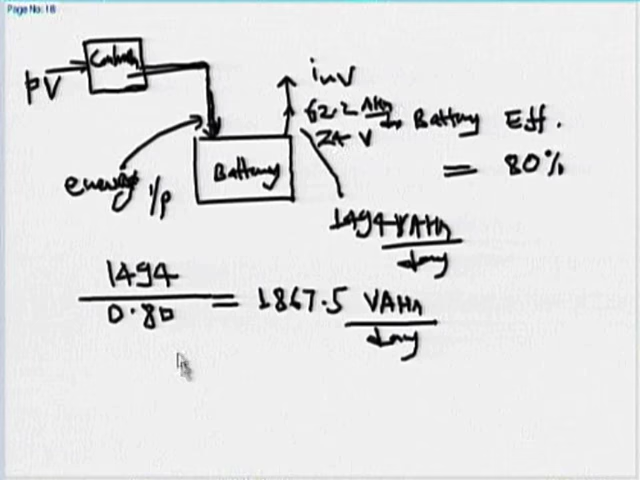 Page No: 18
PV
inv
62.2 AHr
24 V
Battery Eff.
= 80%
Battery
energy i/p
1494 VAHr
day
1494
0.80
= 1867.5 VAHr
day